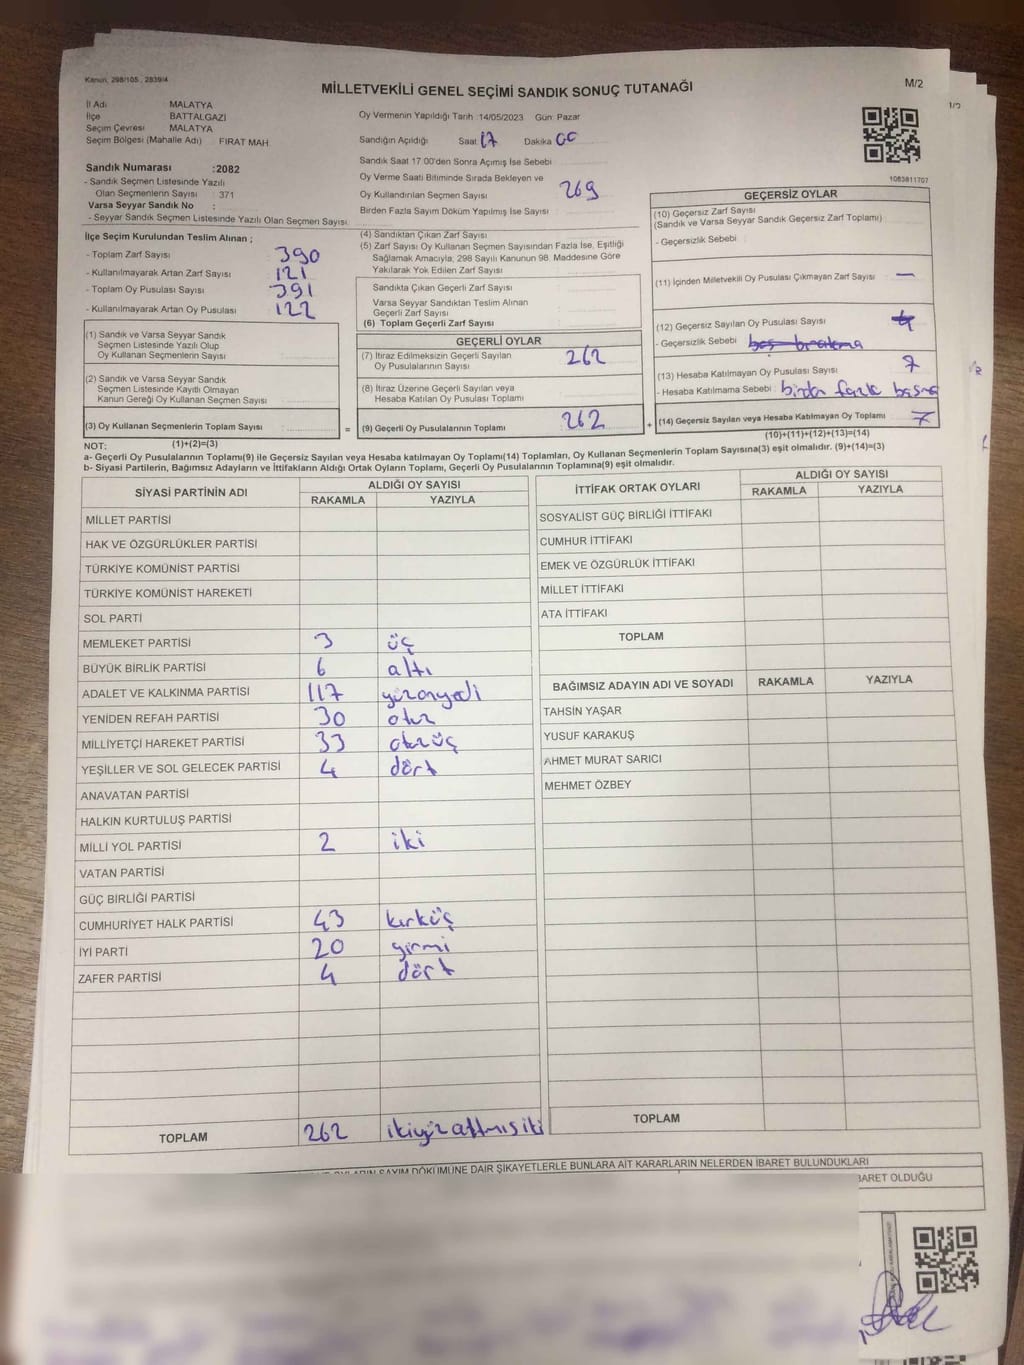 Kanun, 298/105, 2839/4
MİLLETVEKİLİ GENEL SEÇİMİ SANDIK SONUÇ TUTANAĞI
M/2
1/2
İl Adı MALATYA
İlçe BATTALGAZİ
Seçim Çevresi MALATYA
Seçim Bölgesi (Mahalle Adı) FIRAT MAH
Sandık Numarası :2082
- Sandık Seçmen Listesinde Yazılı
Olan Seçmenlerin Sayısı : 371
Varsa Seyyar Sandık No :
- Seyyar Sandık Seçmen Listesinde Yazılı Olan Seçmen Sayısı
İlçe Seçim Kurulundan Teslim Alınan ;
- Toplam Zarf Sayısı 390
- Kullanılmayarak Artan Zarf Sayısı 121
- Toplam Oy Pusulası Sayısı 391
- Kullanılmayarak Artan Oy Pusulası 122
(1) Sandık ve Varsa Seyyar Sandık
Seçmen Listesinde Yazılı Olup
Oy Kullanan Seçmenlerin Sayısı
(2) Sandık ve Varsa Seyyar Sandık
Seçmen Listesinde Kayıtlı Olmayan
Kanun Gereği Oy Kullanan Seçmen Sayısı
(3) Oy Kullanan Seçmenlerin Toplam Sayısı =
(1)+(2)=(3)
Oy Vermenin Yapıldığı Tarih :14/05/2023 Gün: Pazar
Sandığın Açıldığı Saat 17 Dakika 00
Sandık Saat 17.00'den Sonra Açımış İse Sebebi
Oy Verme Saati Bitiminde Sırada Bekleyen ve
Oy Kullandırılan Seçmen Sayısı 269
Birden Fazla Sayım Döküm Yapılmış İse Sayısı
(4) Sandıktan Çıkan Zarf Sayısı
(5) Zarf Sayısı Oy Kullanan Seçmen Sayısından Fazla İse, Eşitliği
Sağlamak Amacıyla; 298 Sayılı Kanunun 98. Maddesine Göre
Yakılarak Yok Edilen Zarf Sayısı
Sandıkta Çıkan Geçerli Zarf Sayısı
Varsa Seyyar Sandıktan Teslim Alınan
Geçerli Zarf Sayısı
(6) Toplam Geçerli Zarf Sayısı
GEÇERLİ OYLAR
(7) İtiraz Edilmeksizin Geçerli Sayılan
Oy Pusulalarının Sayısı 262
(8) İtiraz Üzerine Geçerli Sayılan veya
Hesaba Katılan Oy Pusulası Toplamı
(9) Geçerli Oy Pusulalarının Toplamı 262 +
1083811707
GEÇERSİZ OYLAR
(10) Geçersiz Zarf Sayısı
(Sandık ve Varsa Seyyar Sandık Geçersiz Zarf Toplamı)
- Geçersizlik Sebebi
(11) İçinden Milletvekili Oy Pusulası Çıkmayan Zarf Sayısı —
(12) Geçersiz Sayılan Oy Pusulası Sayısı
- Geçersizlik Sebebi boş bırakma
(13) Hesaba Katılmayan Oy Pusulası Sayısı 7
- Hesaba Katılmama Sebebi : birden fazla basma
(14) Geçersiz Sayılan veya Hesaba Katılmayan Oy Toplamı 7
(10)+(11)+(12)+(13)=(14)
NOT:
a- Geçerli Oy Pusulalarının Toplamı(9) ile Geçersiz Sayılan veya Hesaba katılmayan Oy Toplamı(14) Toplamları, Oy Kullanan Seçmenlerin Toplam Sayısına(3) eşit olmalıdır. (9)+(14)=(3)
b- Siyasi Partilerin, Bağımsız Adayların ve İttifakların Aldığı Ortak Oyların Toplamı, Geçerli Oy Pusulalarının Toplamına(9) eşit olmalıdır.
SİYASİ PARTİNİN ADI ALDIĞI OY SAYISI
RAKAMLA YAZIYLA
MİLLET PARTİSİ
HAK VE ÖZGÜRLÜKLER PARTİSİ
TÜRKİYE KOMÜNİST PARTİSİ
TÜRKİYE KOMÜNİST HAREKETİ
SOL PARTİ
MEMLEKET PARTİSİ 3 üç
BÜYÜK BİRLİK PARTİSİ 6 altı
ADALET VE KALKINMA PARTİSİ 117 yüzonyedi
YENİDEN REFAH PARTİSİ 30 otuz
MİLLİYETÇİ HAREKET PARTİSİ 33 otuzüç
YEŞİLLER VE SOL GELECEK PARTİSİ 4 dört
ANAVATAN PARTİSİ
HALKIN KURTULUŞ PARTİSİ
MİLLİ YOL PARTİSİ 2 iki
VATAN PARTİSİ
GÜÇ BİRLİĞİ PARTİSİ
CUMHURİYET HALK PARTİSİ 43 kırküç
İYİ PARTİ 20 yirmi
ZAFER PARTİSİ 4 dört
TOPLAM 262 ikiyüzaltmışiki
İTTİFAK ORTAK OYLARI ALDIĞI OY SAYISI
RAKAMLA YAZIYLA
SOSYALİST GÜÇ BİRLİĞİ İTTİFAKI
CUMHUR İTTİFAKI
EMEK VE ÖZGÜRLÜK İTTİFAKI
MİLLET İTTİFAKI
ATA İTTİFAKI
TOPLAM
BAĞIMSIZ ADAYIN ADI VE SOYADI RAKAMLA YAZIYLA
TAHSİN YAŞAR
YUSUF KARAKUŞ
AHMET MURAT SARICI
MEHMET ÖZBEY
TOPLAM
OYLARIN SAYIM DÖKÜMÜNE DAİR ŞİKAYETLERLE BUNLARA AİT KARARLARIN NELERDEN İBARET BULUNDUKLARI
İBARET OLDUĞU